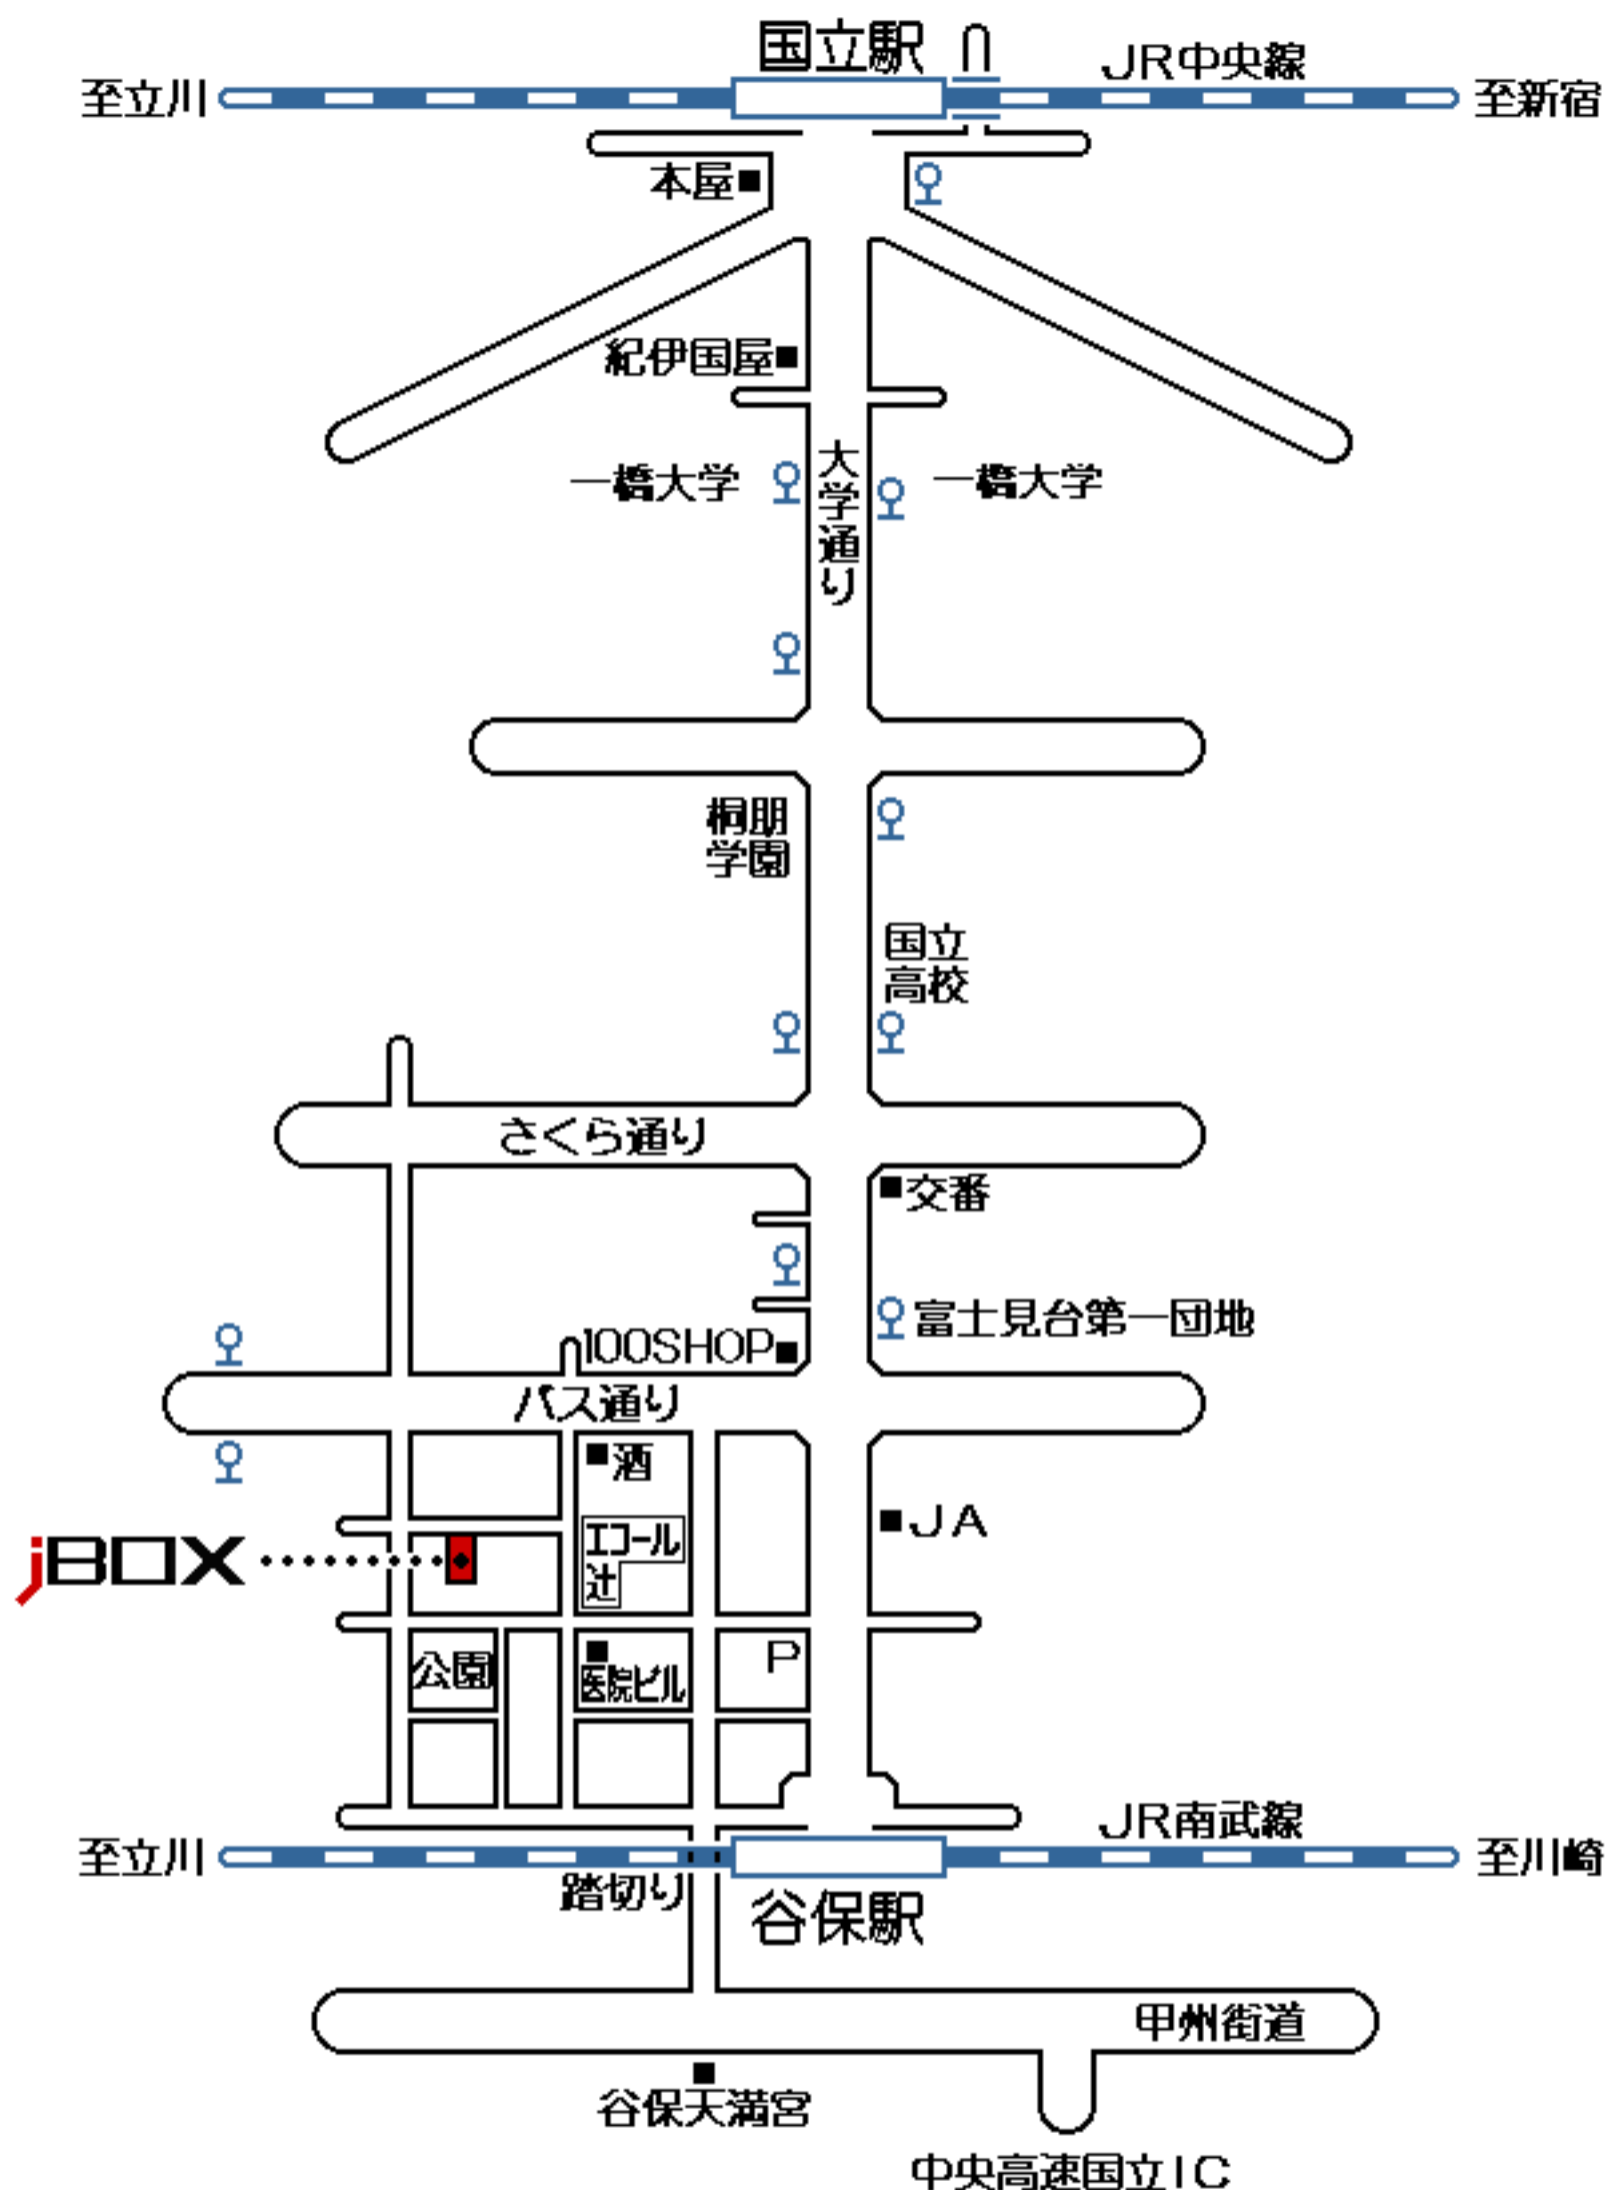 国立駅
JR中央線
至立川
至新宿
本屋
紀伊国屋
一橋大学
大学通り
一橋大学
桐朋
学園
国立
高校
さくら通り
交番
富士見台第一団地
100SHOP
バス通り
酒
JA
エコール
辻
jBOX
公園
医院ビル
P
JR南武線
至立川
至川崎
踏切り
谷保駅
甲州街道
谷保天満宮
中央高速国立IC